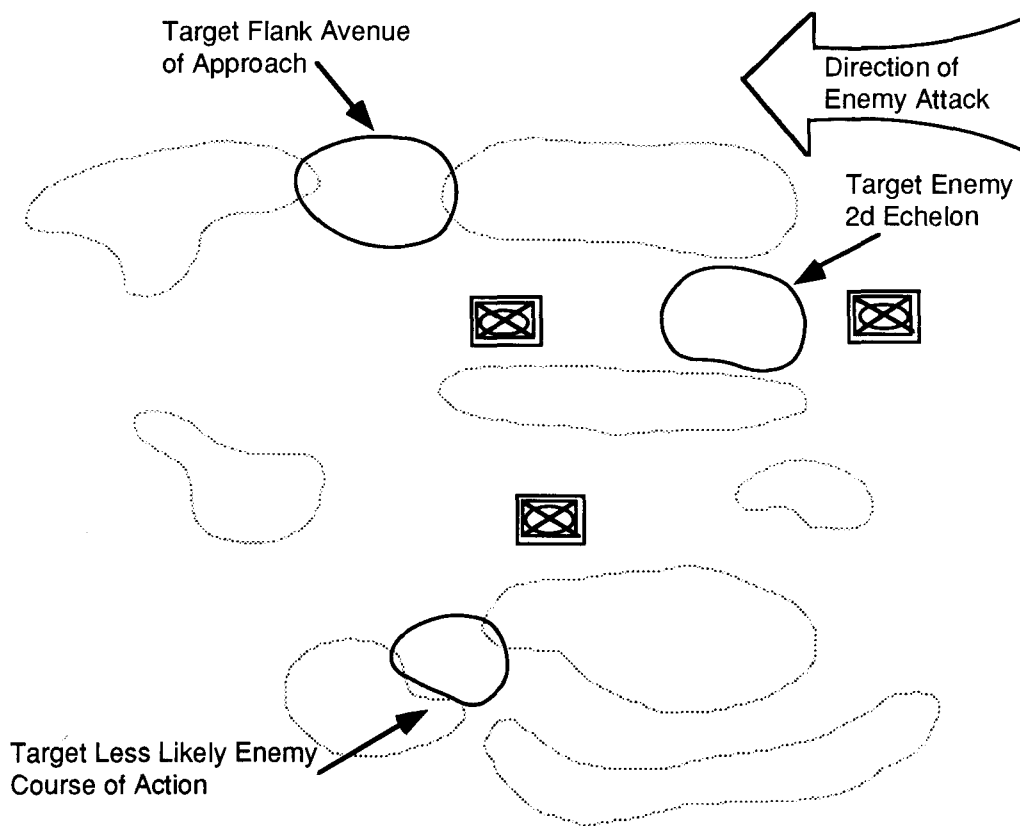 Target Flank Avenue
of Approach
Direction of
Enemy Attack
Target Enemy
2d Echelon
Target Less Likely Enemy
Course of Action